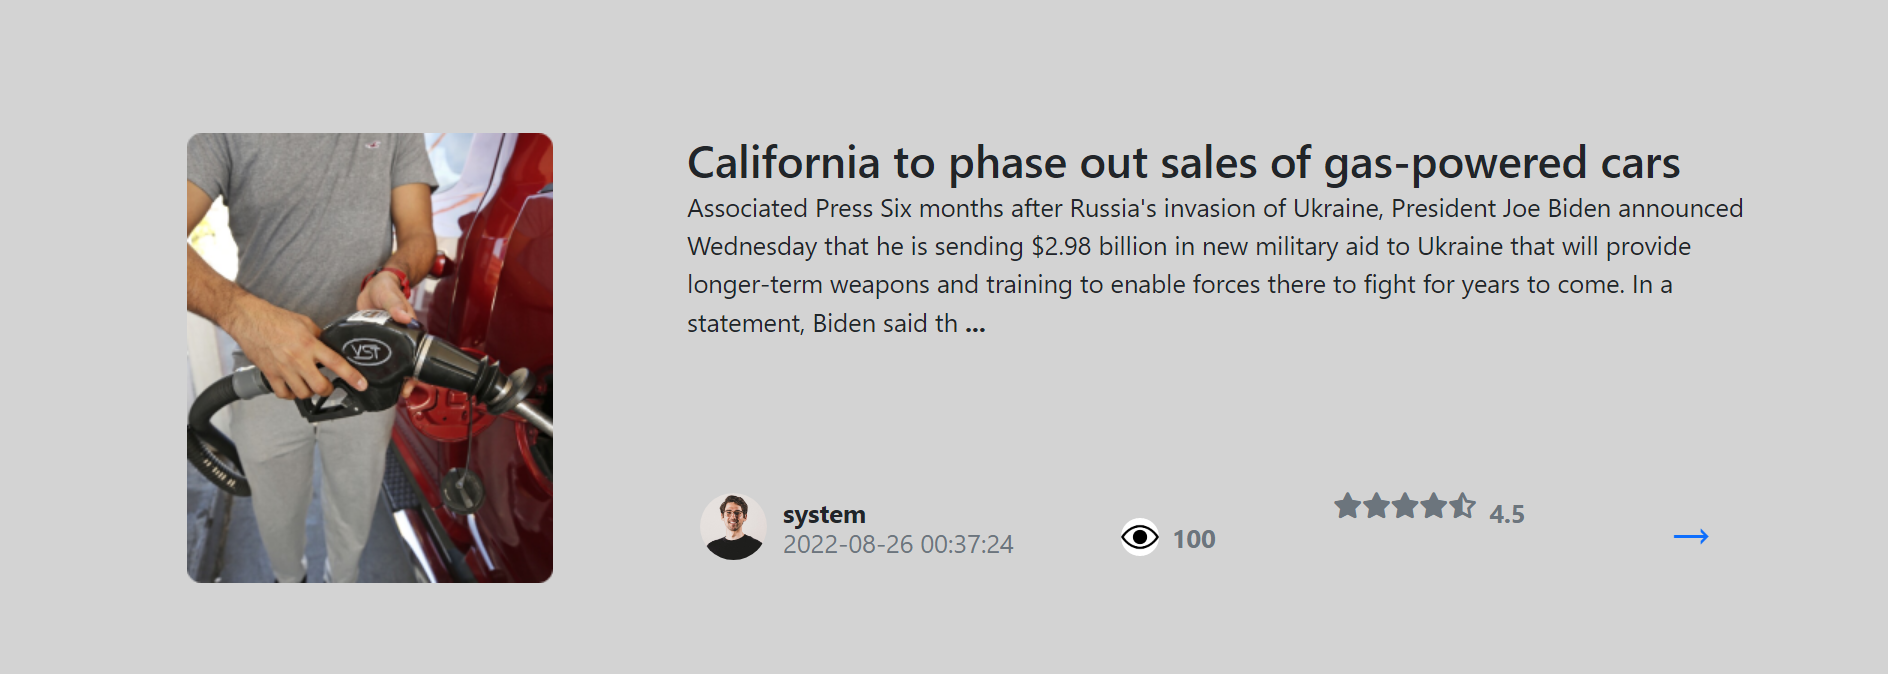 California to phase out sales of gas-powered cars
Associated Press Six months after Russia's invasion of Ukraine, President Joe Biden announced
Wednesday that he is sending $2.98 billion in new military aid to Ukraine that will provide
longer-term weapons and training to enable forces there to fight for years to come. In a
statement, Biden said th ...
VST
system
2022-08-26 00:37:24
100
4.5